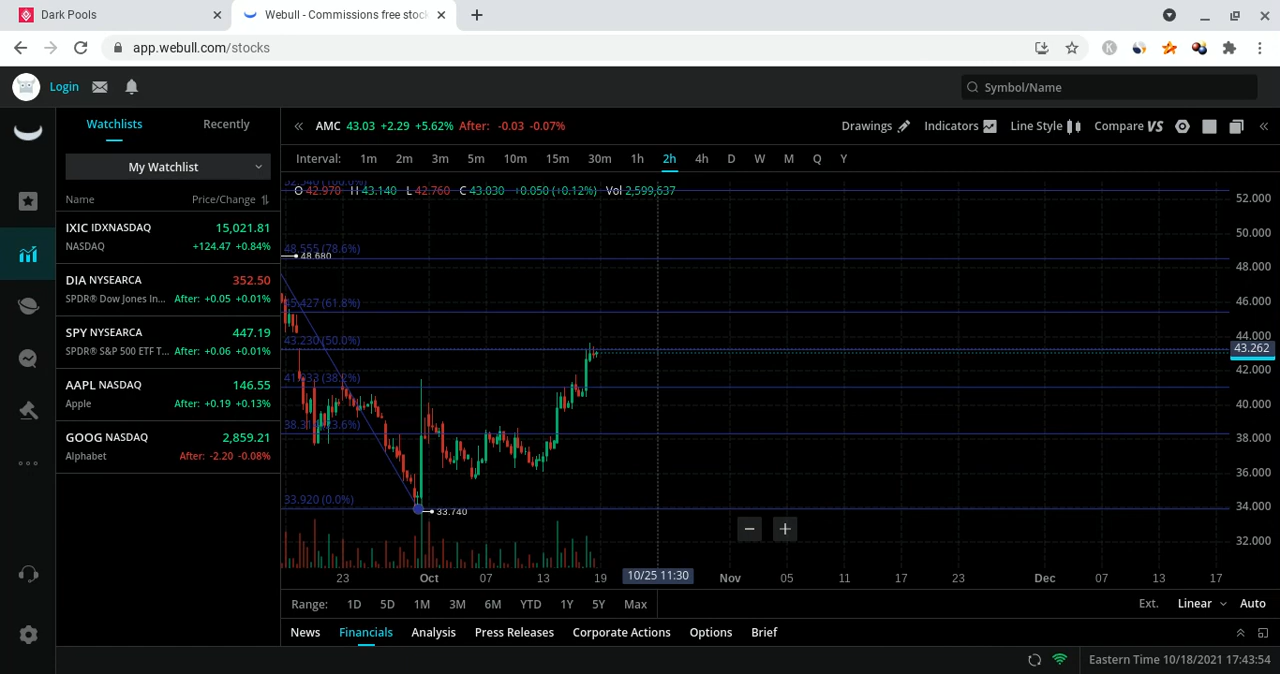 Dark Pools
Webull - Commissions free stoc
app.webull.com/stocks
Login
Symbol/Name
Watchlists Recently
My Watchlist
Name Price/Change
IXIC IDXNASDAQ 15,021.81
NASDAQ +124.47 +0.84%
DIA NYSEARCA 352.50
SPDR® Dow Jones In... After: +0.05 +0.01%
SPY NYSEARCA 447.19
SPDR® S&P 500 ETF T... After: +0.06 +0.01%
AAPL NASDAQ 146.55
Apple After: +0.19 +0.13%
GOOG NASDAQ 2,859.21
Alphabet After: -2.20 -0.08%
AMC 43.03 +2.29 +5.62% After: -0.03 -0.07%
Drawings Indicators Line Style Compare VS
Interval: 1m 2m 3m 5m 10m 15m 30m 1h 2h 4h D W M Q Y
O 42.970 H 43.140 L 42.760 C 43.030 +0.050 (+0.12%) Vol 2,599,637
48.555 (78.6%)
48.680
(61.8%)
43.230 (50.0%)
33.920 (0.0%)
33.740
52.000
50.000
48.000
46.000
44.000
43.262
42.000
40.000
38.000
36.000
34.000
32.000
23 Oct 07 13 19 10/25 11:30 Nov 05 11 17 23 Dec 07 13 17
Range: 1D 5D 1M 3M 6M YTD 1Y 5Y Max
Ext. Linear Auto
News Financials Analysis Press Releases Corporate Actions Options Brief
Eastern Time 10/18/2021 17:43:54